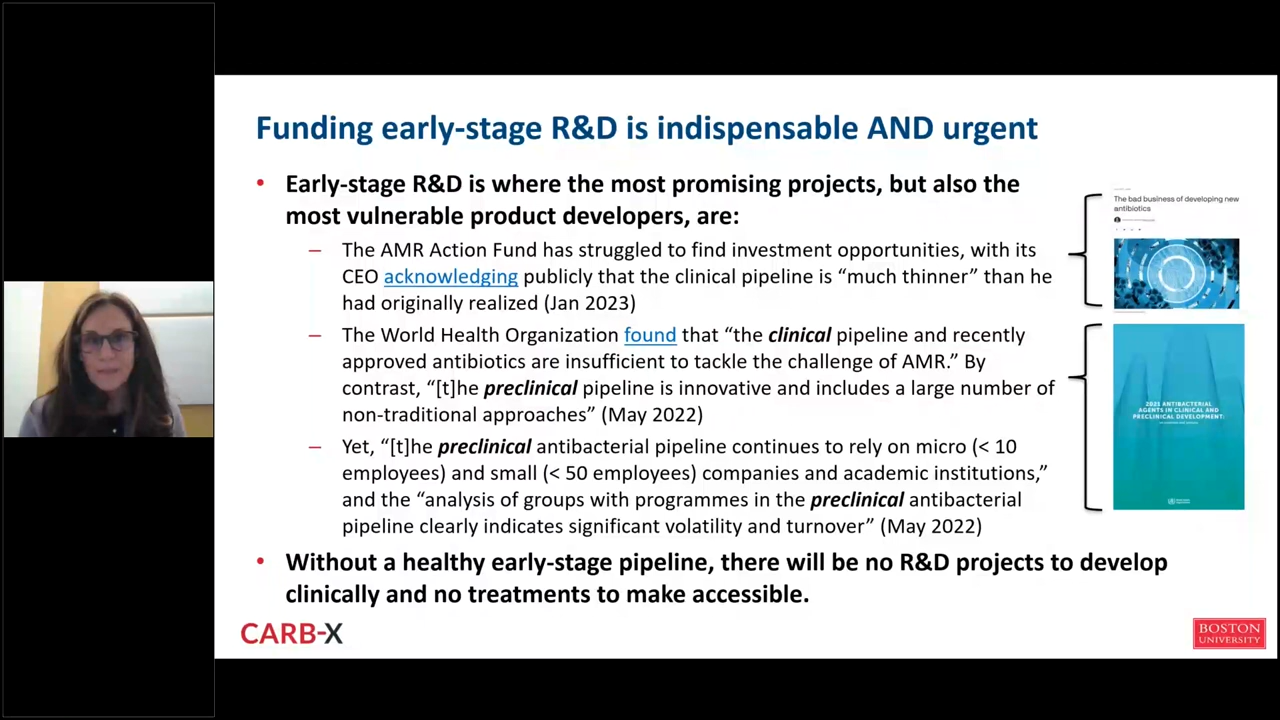 Funding early-stage R&D is indispensable AND urgent
• Early-stage R&D is where the most promising projects, but also the
most vulnerable product developers, are:
– The AMR Action Fund has struggled to find investment opportunities, with its
CEO acknowledging publicly that the clinical pipeline is “much thinner” than he
had originally realized (Jan 2023)
– The World Health Organization found that “the clinical pipeline and recently
approved antibiotics are insufficient to tackle the challenge of AMR.” By
contrast, “[t]he preclinical pipeline is innovative and includes a large number of
non-traditional approaches” (May 2022)
– Yet, “[t]he preclinical antibacterial pipeline continues to rely on micro (< 10
employees) and small (< 50 employees) companies and academic institutions,”
and the “analysis of groups with programmes in the preclinical antibacterial
pipeline clearly indicates significant volatility and turnover” (May 2022)
• Without a healthy early-stage pipeline, there will be no R&D projects to develop
clinically and no treatments to make accessible.
The bad business of developing new
antibiotics
2021 ANTIBACTERIAL
AGENTS IN CLINICAL AND
PRECLINICAL DEVELOPMENT:
CARB-X
BOSTON
UNIVERSITY